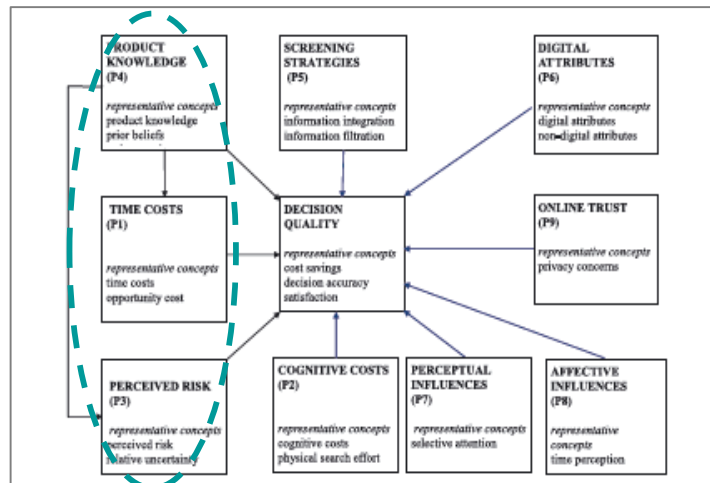 PRODUCT
KNOWLEDGE
(P4)
representative concepts
product knowledge
prior beliefs
SCREENING
STRATEGIES
(P5)
representative concepts
information integration
information filtration
DIGITAL
ATTRIBUTES
(P6)
representative concepts
digital attributes
non-digital attributes
TIME COSTS
(P1)
representative concepts
time costs
opportunity cost
DECISION
QUALITY
representative concepts
cost savings
decision accuracy
satisfaction
ONLINE TRUST
(P9)
representative concepts
privacy concerns
PERCEIVED RISK
(P3)
representative concepts
perceived risk
relative uncertainty
COGNITIVE COSTS
(P2)
representative concepts
cognitive costs
physical search effort
PERCEPTUAL
INFLUENCES
(P7)
representative concepts
selective attention
AFFECTIVE
INFLUENCES
(P8)
representative
concepts
time perception